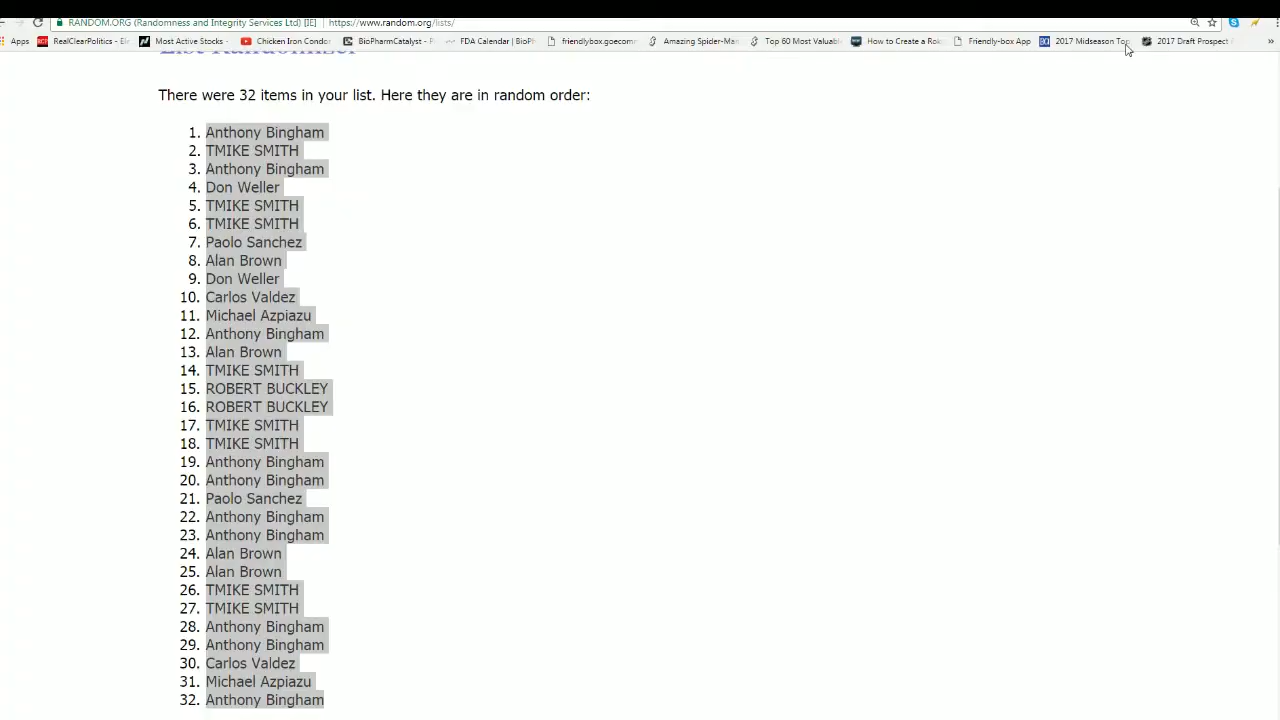 RANDOM.ORG (Randomness and Integrity Services Ltd) [IE] | https://www.random.org/lists/
Apps RealClearPolitics - Ele Most Active Stocks - Chicken Iron Condor BioPharmCatalyst - FDA Calendar | BioPh friendlybox.goecom Amazing Spider-Man Top 60 Most Valuabl How to Create a Rok Friendly-box App 2017 Midseason Top 2017 Draft Prospect »
List Randomizer
There were 32 items in your list. Here they are in random order:
1. Anthony Bingham
2. TMIKE SMITH
3. Anthony Bingham
4. Don Weller
5. TMIKE SMITH
6. TMIKE SMITH
7. Paolo Sanchez
8. Alan Brown
9. Don Weller
10. Carlos Valdez
11. Michael Azpiazu
12. Anthony Bingham
13. Alan Brown
14. TMIKE SMITH
15. ROBERT BUCKLEY
16. ROBERT BUCKLEY
17. TMIKE SMITH
18. TMIKE SMITH
19. Anthony Bingham
20. Anthony Bingham
21. Paolo Sanchez
22. Anthony Bingham
23. Anthony Bingham
24. Alan Brown
25. Alan Brown
26. TMIKE SMITH
27. TMIKE SMITH
28. Anthony Bingham
29. Anthony Bingham
30. Carlos Valdez
31. Michael Azpiazu
32. Anthony Bingham